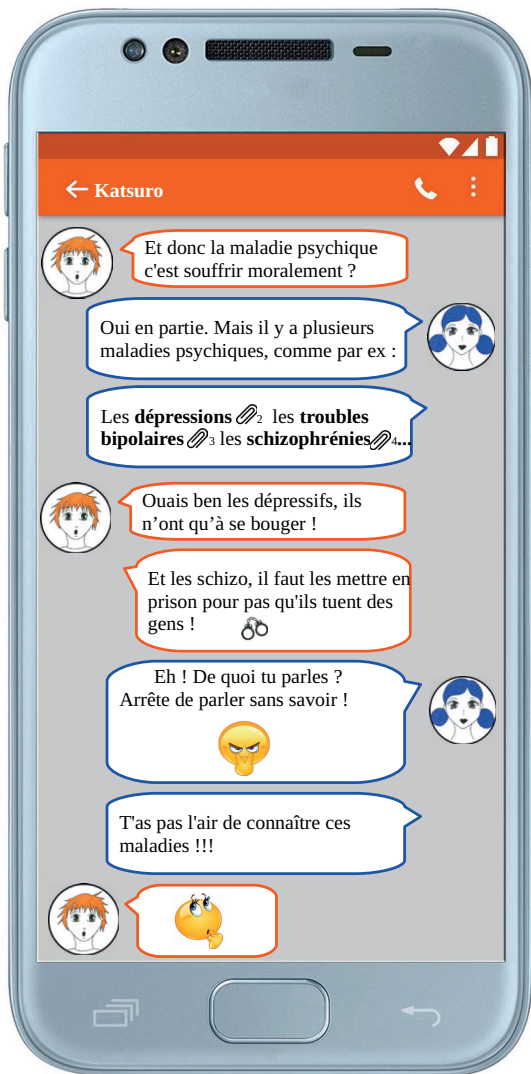 Katsuro
Et donc la maladie psychique
c'est souffrir moralement ?
Oui en partie. Mais il y a plusieurs
maladies psychiques, comme par ex :
Les dépressions 2 les troubles
bipolaires 3 les schizophrénies 4...
Ouais ben les dépressifs, ils
n’ont qu’à se bouger !
Et les schizo, il faut les mettre en
prison pour pas qu'ils tuent des
gens !
Eh ! De quoi tu parles ?
Arrête de parler sans savoir !
T'as pas l'air de connaître ces
maladies !!!